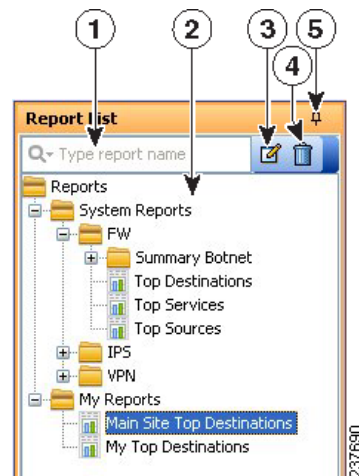 1 2 3 5
4
Report List
Type report name
Reports
System Reports
FW
Summary Botnet
Top Destinations
Top Services
Top Sources
IPS
VPN
My Reports
Main Site Top Destinations
My Top Destinations
237690